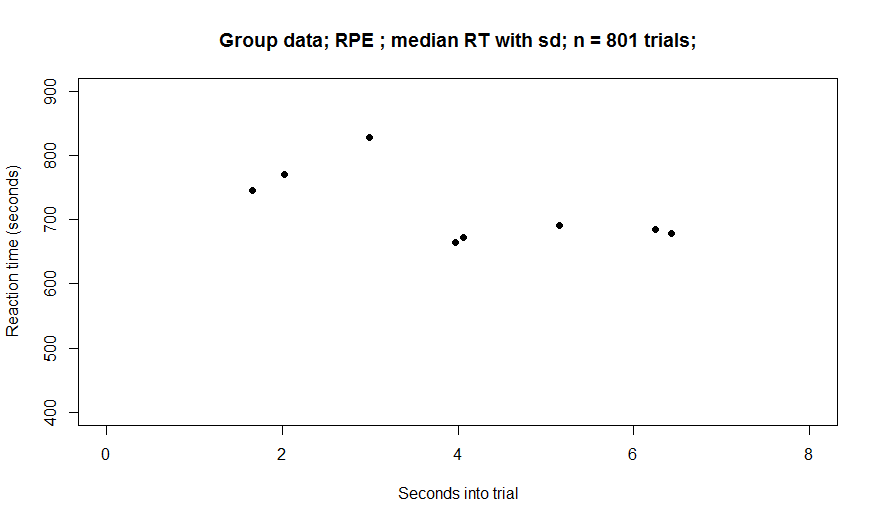 Group data; RPE ; median RT with sd; n = 801 trials;
Reaction time (seconds)
900
800
700
600
500
400
0 2 4 6 8
Seconds into trial